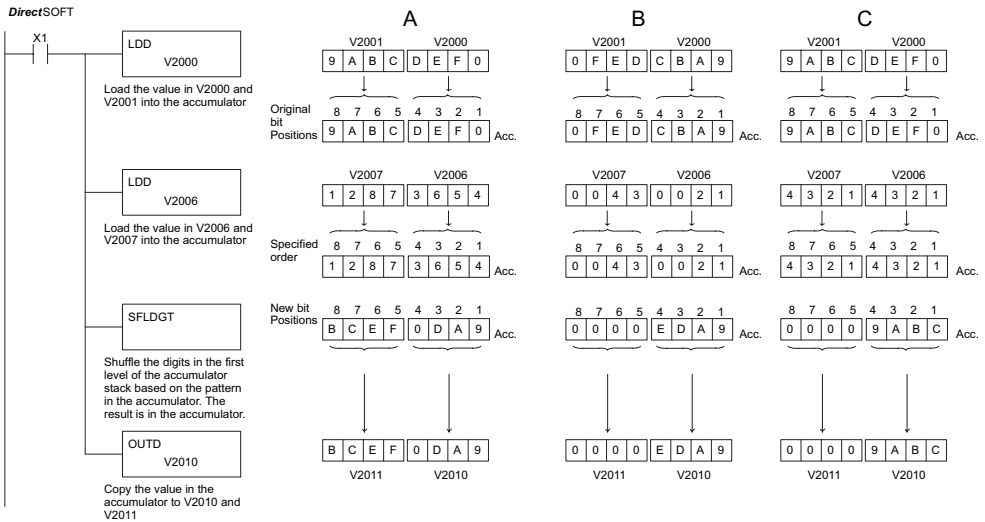 DirectSOFT
X1
LDD
V2000
Load the value in V2000 and
V2001 into the accumulator
LDD
V2006
Load the value in V2006 and
V2007 into the accumulator
SFLDGT
Shuffle the digits in the first
level of the accumulator
stack based on the pattern
in the accumulator. The
result is in the accumulator.
OUTD
V2010
Copy the value in the
accumulator to V2010 and
V2011
Original
bit
Positions
Specified
order
New bit
Positions
A
V2001 V2000
9 A B C D E F 0
8 7 6 5 4 3 2 1
9 A B C D E F 0 Acc.
V2007 V2006
1 2 8 7 3 6 5 4
8 7 6 5 4 3 2 1
1 2 8 7 3 6 5 4 Acc.
8 7 6 5 4 3 2 1
B C E F 0 D A 9 Acc.
B C E F 0 D A 9
V2011 V2010
B
V2001 V2000
0 F E D C B A 9
8 7 6 5 4 3 2 1
0 F E D C B A 9 Acc.
V2007 V2006
0 0 4 3 0 0 2 1
8 7 6 5 4 3 2 1
0 0 4 3 0 0 2 1 Acc.
8 7 6 5 4 3 2 1
0 0 0 0 E D A 9 Acc.
0 0 0 0 E D A 9
V2011 V2010
C
V2001 V2000
9 A B C D E F 0
8 7 6 5 4 3 2 1
9 A B C D E F 0 Acc.
V2007 V2006
4 3 2 1 4 3 2 1
8 7 6 5 4 3 2 1
4 3 2 1 4 3 2 1 Acc.
8 7 6 5 4 3 2 1
0 0 0 0 9 A B C Acc.
0 0 0 0 9 A B C
V2011 V2010